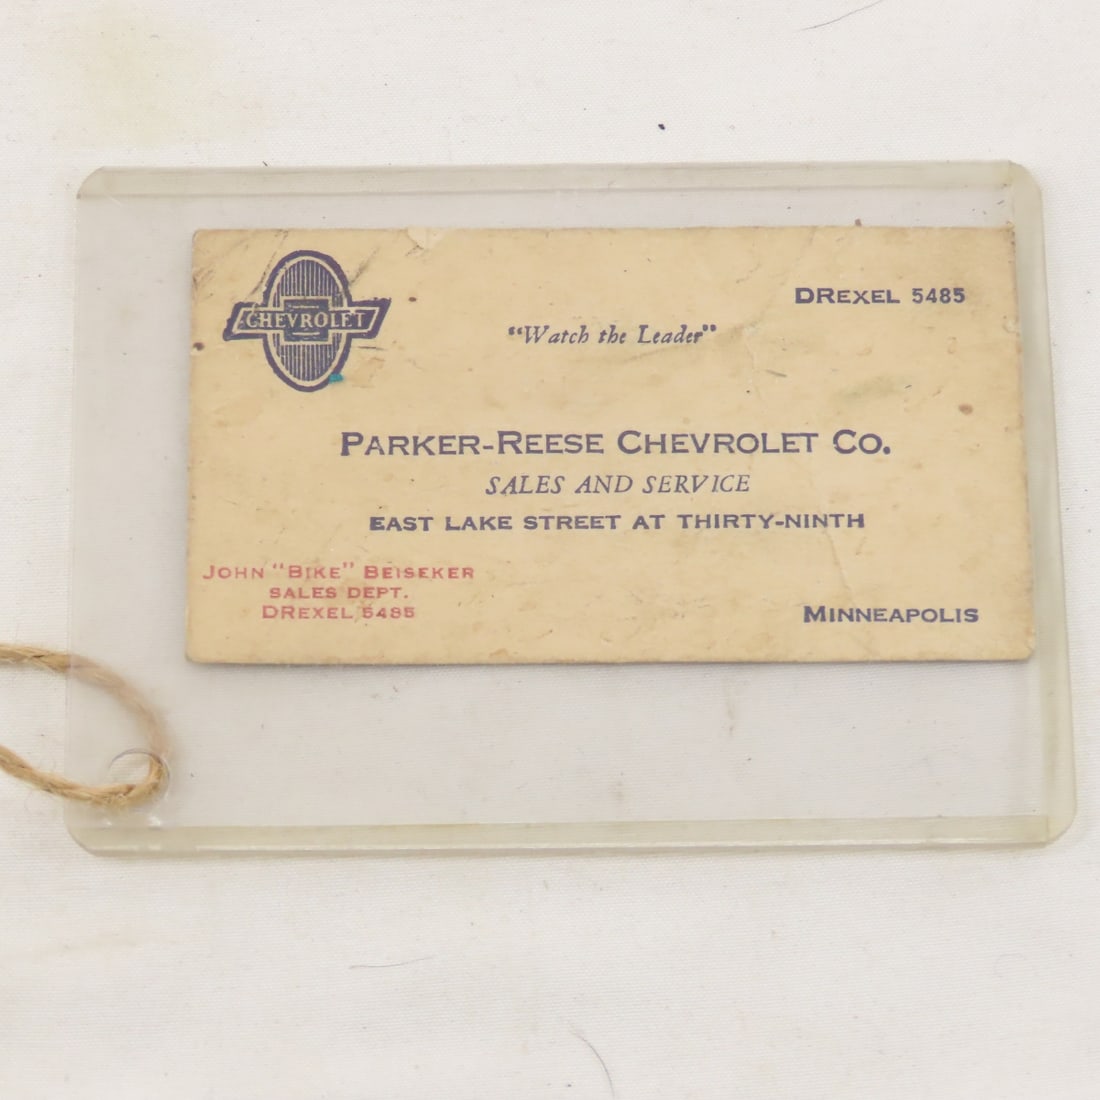 CHEVROLET
DREXEL 5485
"Watch the Leader"
PARKER-REESE CHEVROLET CO.
SALES AND SERVICE
EAST LAKE STREET AT THIRTY-NINTH
JOHN "BIKE" BEISEKER
SALES DEPT.
DREXEL 5485
MINNEAPOLIS